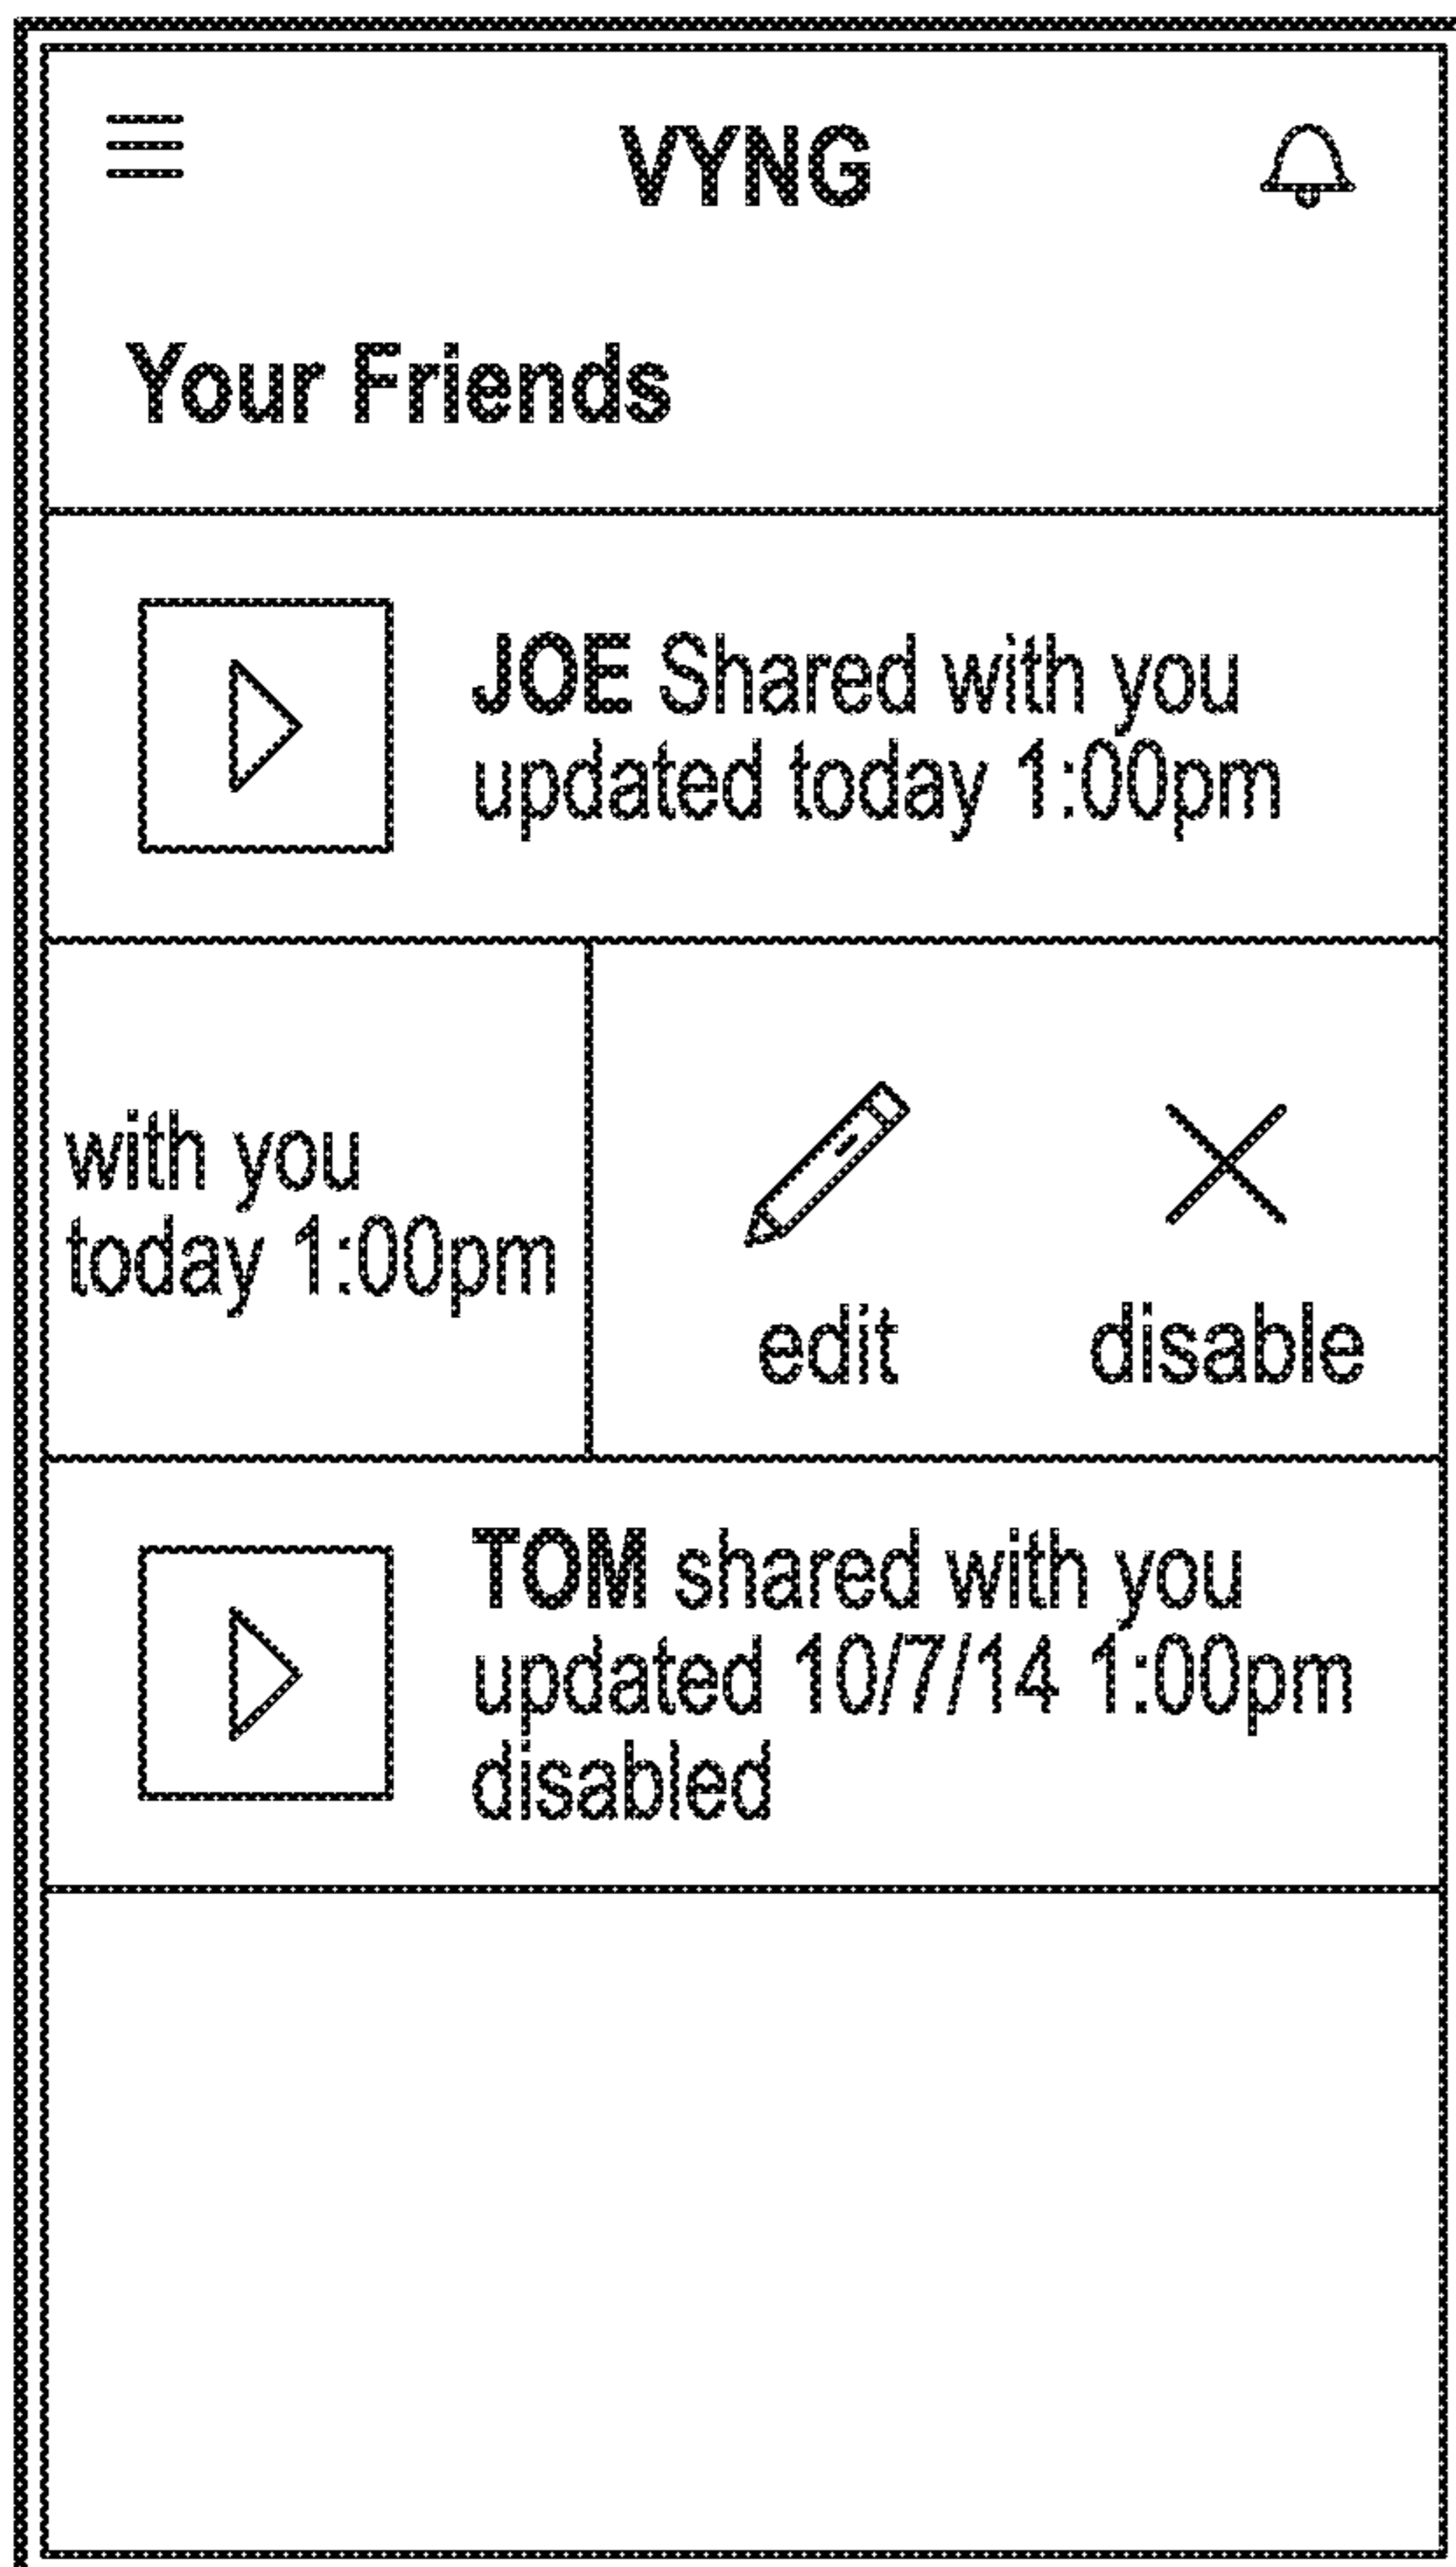 VYNG
Your Friends
JOE Shared with you
updated today 1:00pm
with you
today 1:00pm
edit
disable
TOM shared with you
updated 10/7/14 1:00pm
disabled